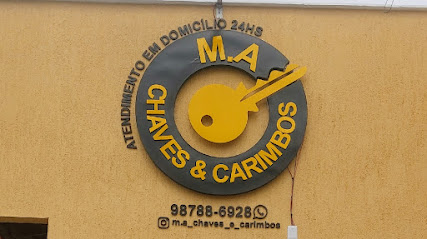 ATENDIMENTO EM DOMICÍLIO 24HS
M.A
CHAVES & CARIMBOS
98788-6928
m.a_chaves_e_carimbos